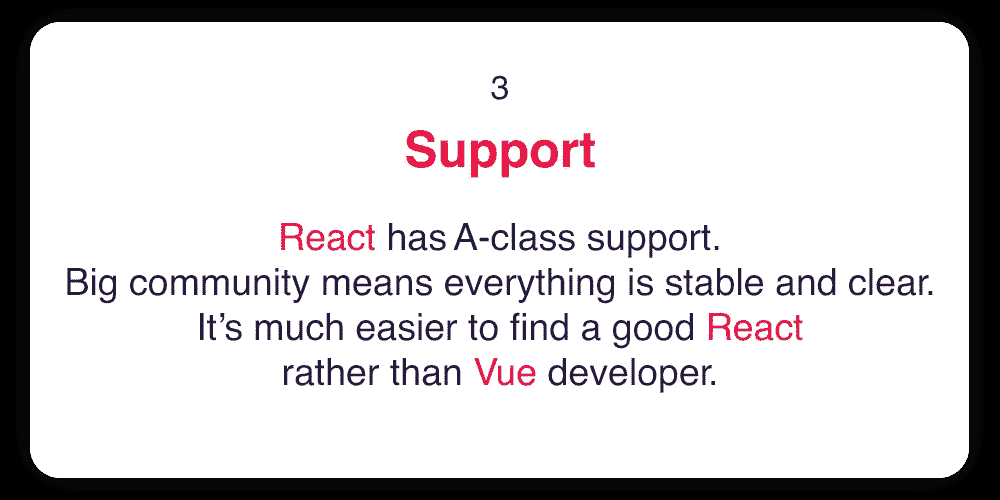 3
Support
React has A-class support.
Big community means everything is stable and clear.
It’s much easier to find a good React
rather than Vue developer.